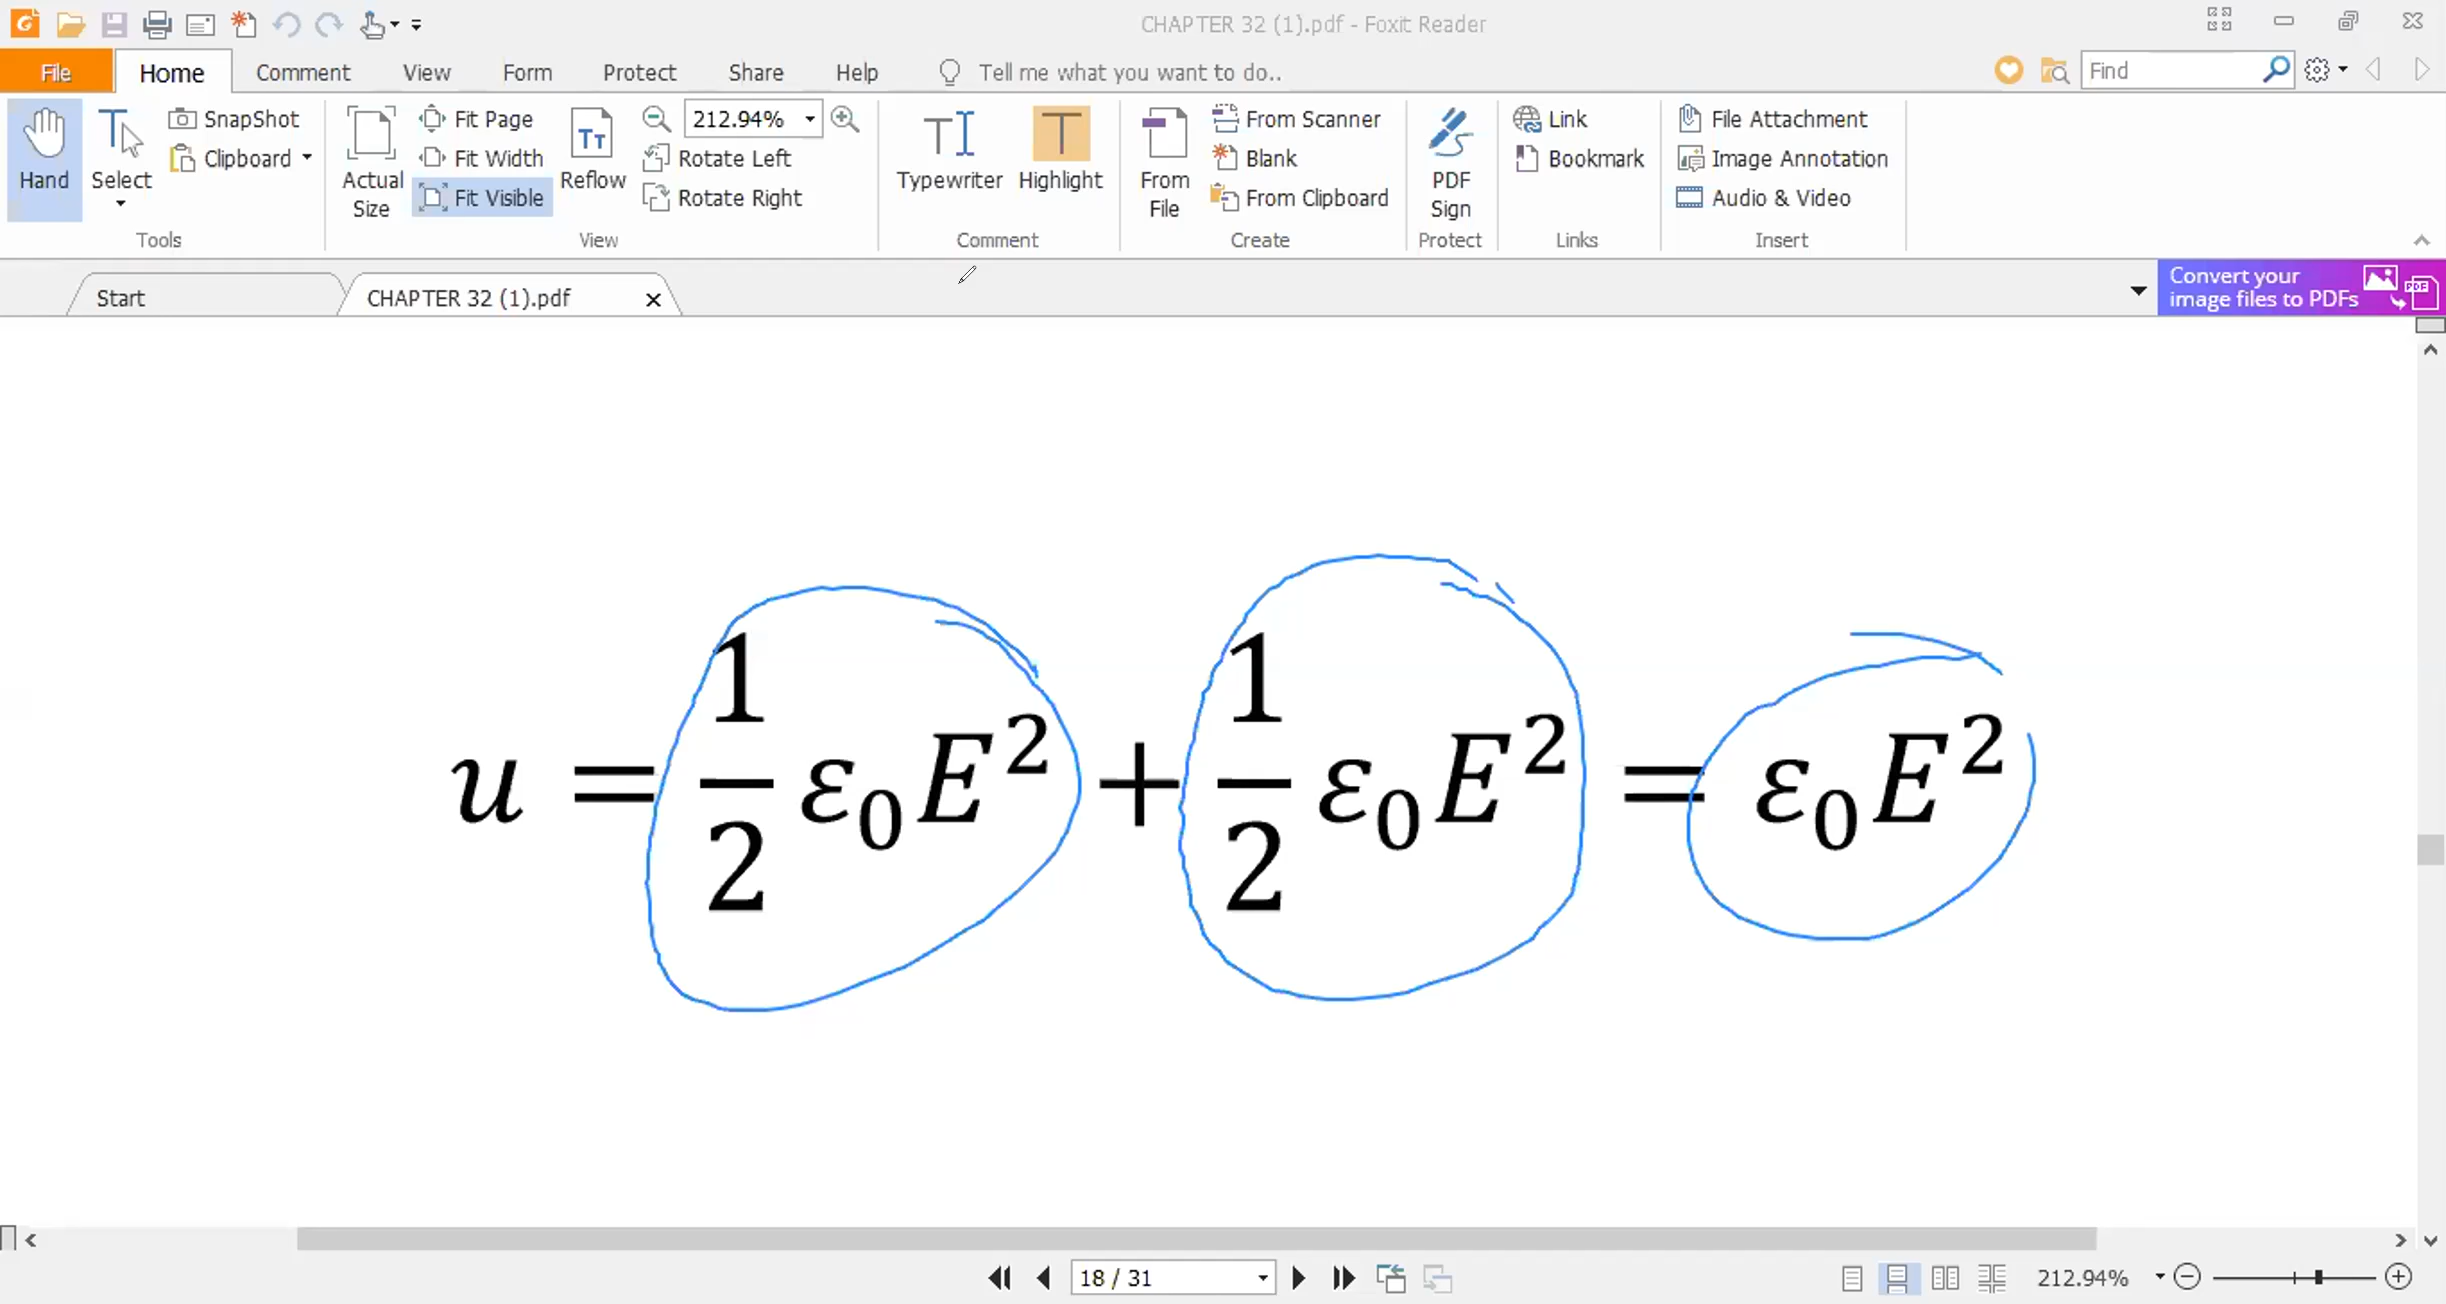 CHAPTER 32 (1).pdf - Foxit Reader
File Home Comment View Form Protect Share Help Tell me what you want to do.. Find
Hand
Select
SnapShot
Clipboard
Tools
Actual Size
Fit Page
Fit Width
Fit Visible
Reflow
212.94%
Rotate Left
Rotate Right
View
Typewriter
Highlight
Comment
From File
From Scanner
Blank
From Clipboard
Create
PDF Sign
Protect
Link
Bookmark
Links
File Attachment
Image Annotation
Audio & Video
Insert
Start
CHAPTER 32 (1).pdf
Convert your
image files to PDFs
PDF
u = 1/2 ε₀E² + 1/2 ε₀E² = ε₀E²
18 / 31
212.94%